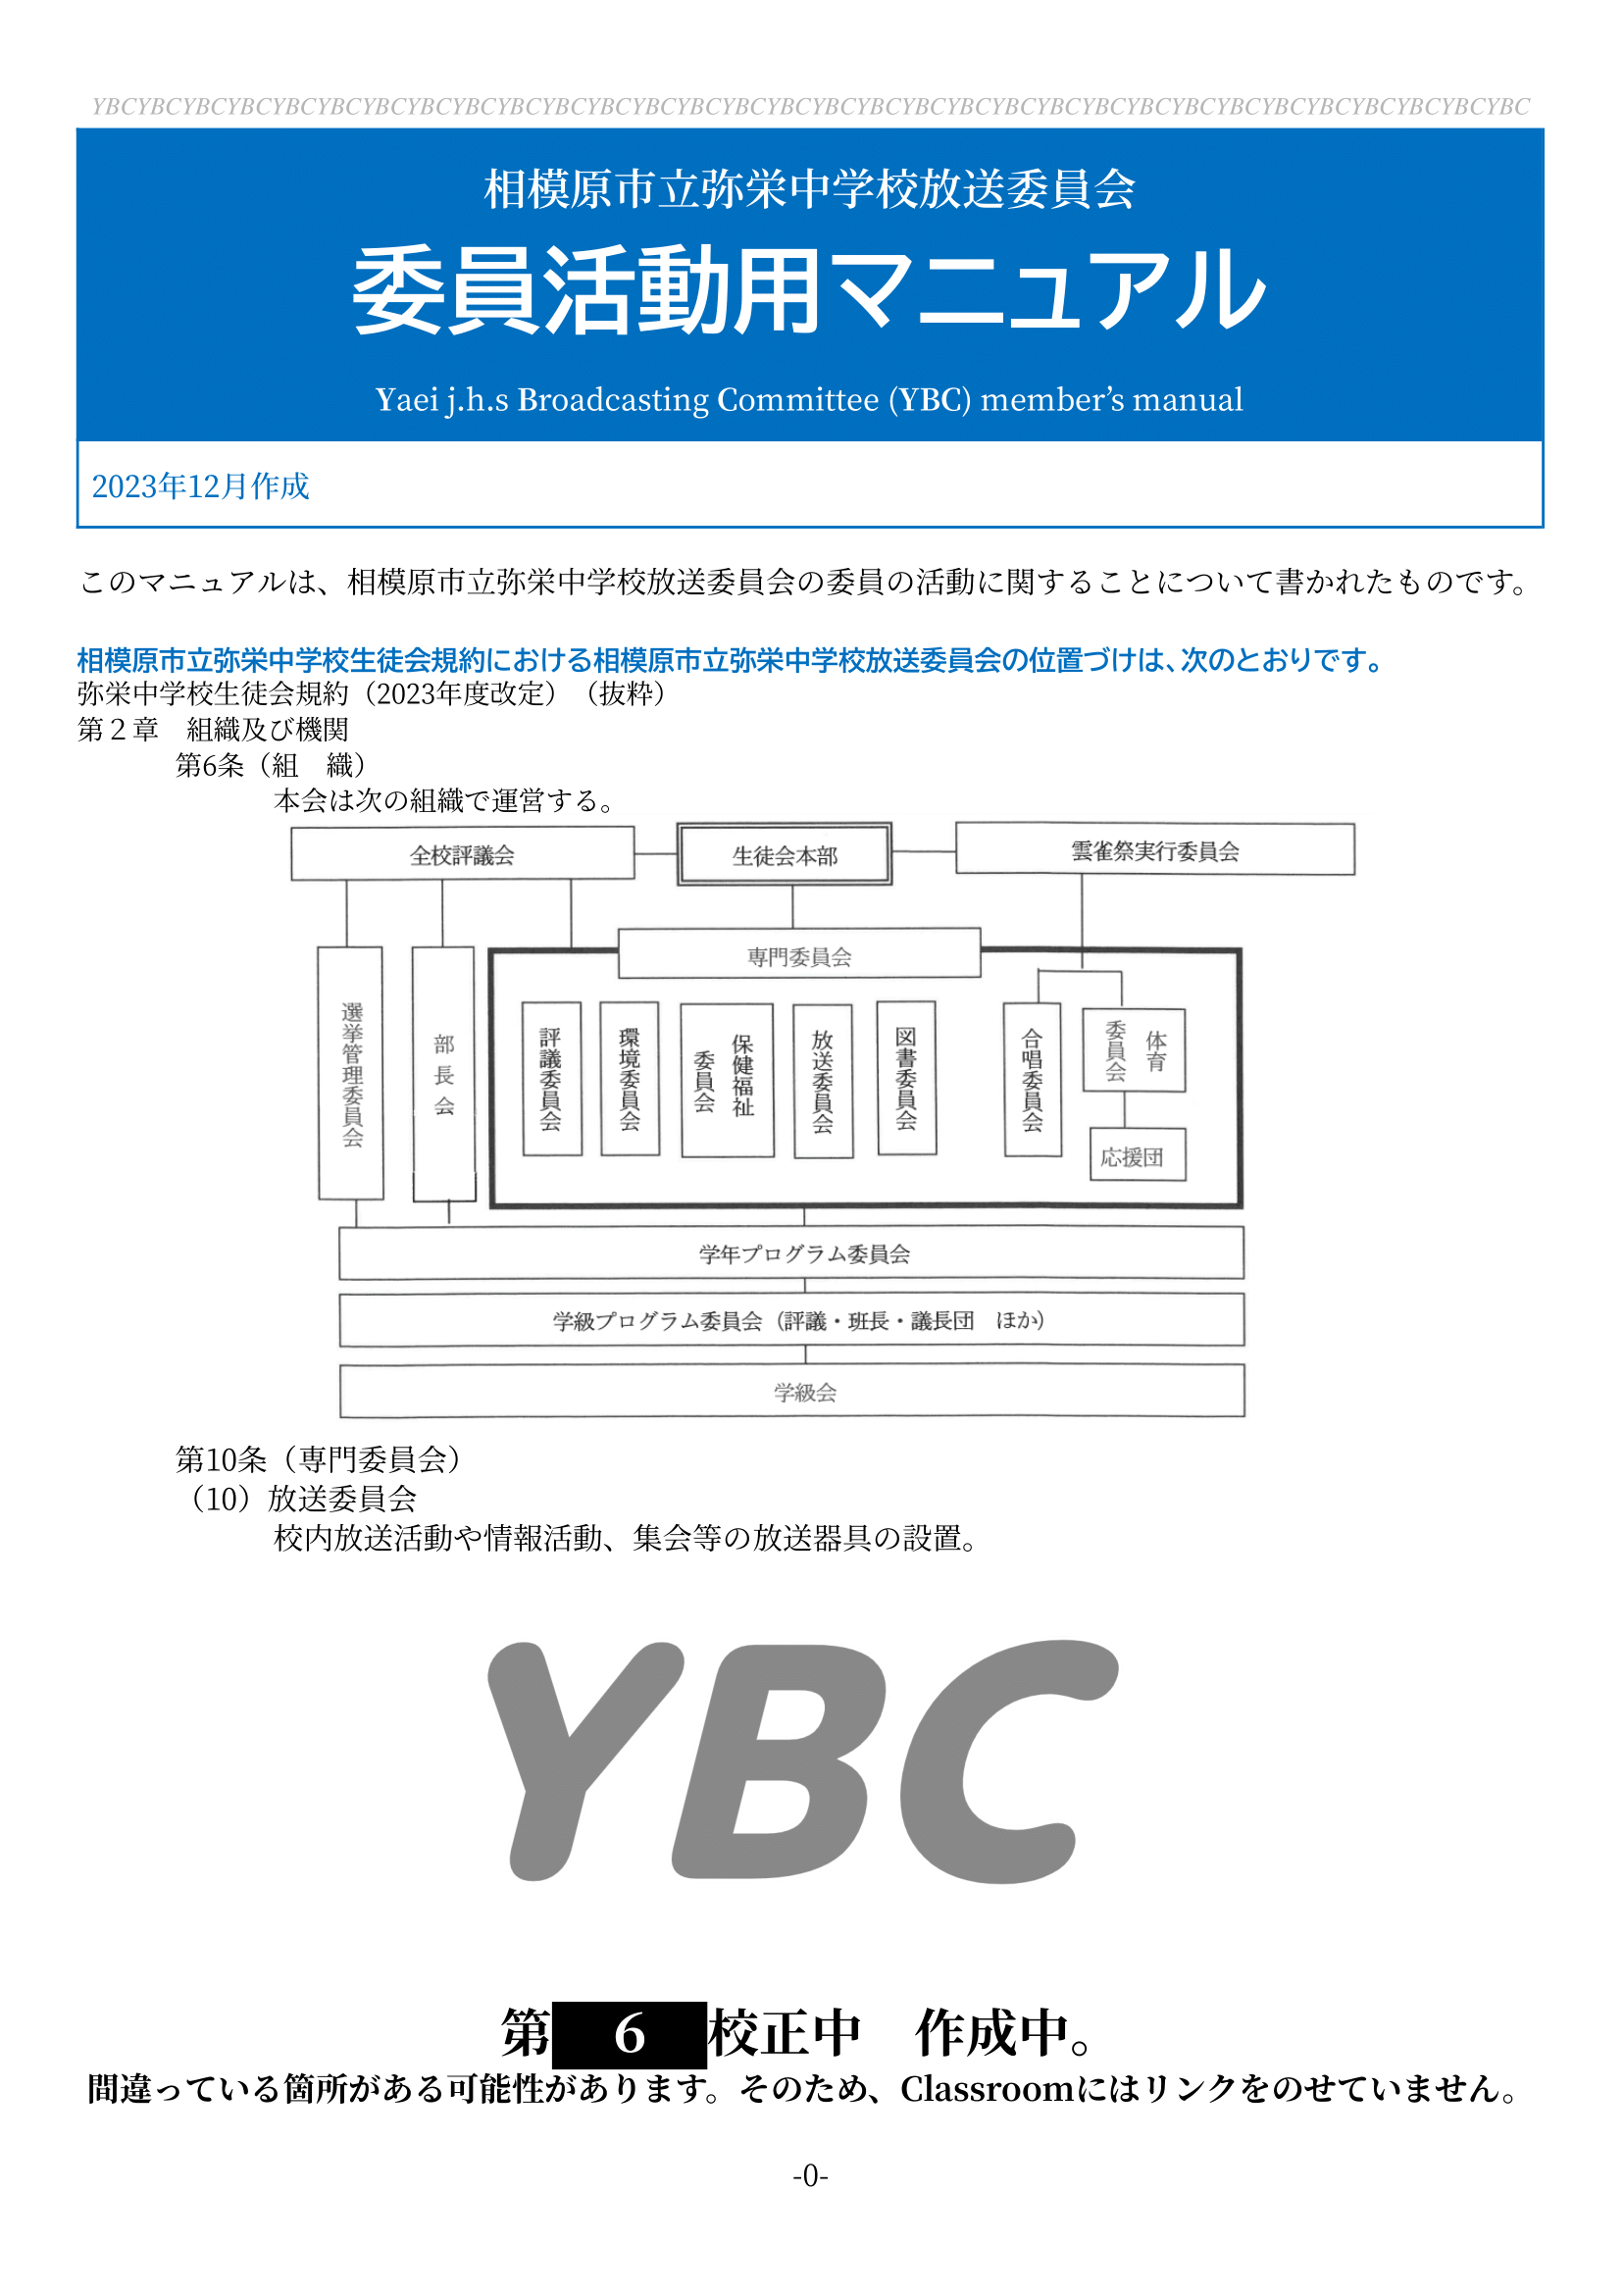 YBCYBCYBCYBCYBCYBCYBCYBCYBCYBCYBCYBCYBCYBCYBCYBCYBCYBCYBCYBCYBCYBCYBCYBCYBCYBCYBCYBCYBCYBCYBCYBC
相模原市立弥栄中学校放送委員会
委員活動用マニュアル
Yaei j.h.s Broadcasting Committee (YBC) member’s manual
2023年12月作成
このマニュアルは、相模原市立弥栄中学校放送委員会の委員の活動に関することについて書かれたものです。
相模原市立弥栄中学校生徒会規約における相模原市立弥栄中学校放送委員会の位置づけは、次のとおりです。
弥栄中学校生徒会規約（2023年度改定）（抜粋）
第２章　組織及び機関
第6条（組　織）
本会は次の組織で運営する。
全校評議会
生徒会本部
雲雀祭実行委員会
専門委員会
選挙管理委員会
部長会
評議委員会
環境委員会
保健福祉
委員会
放送委員会
図書委員会
合唱委員会
体育
委員会
応援団
学年プログラム委員会
学級プログラム委員会（評議・班長・議長団　ほか）
学級会
第10条（専門委員会）
（10）放送委員会
校内放送活動や情報活動、集会等の放送器具の設置。
YBC
第　6　校正中　作成中。
間違っている箇所がある可能性があります。そのため、Classroomにはリンクをのせていません。
-0-